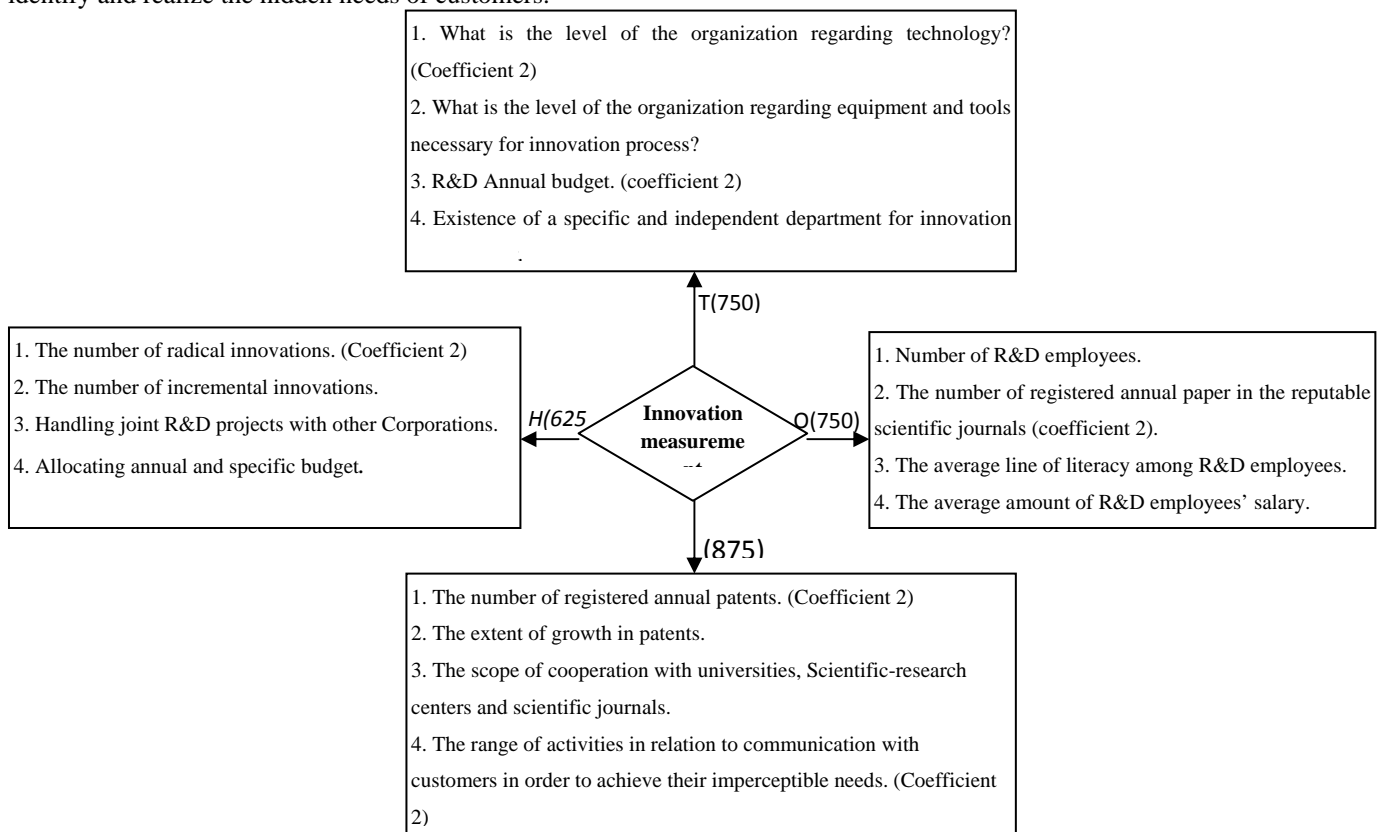 identify and realize the hidden needs of customers.
1. What is the level of the organization regarding technology?
(Coefficient 2)
2. What is the level of the organization regarding equipment and tools
necessary for innovation process?
3. R&D Annual budget. (coefficient 2)
4. Existence of a specific and independent department for innovation
T(750)
1. The number of radical innovations. (Coefficient 2)
2. The number of incremental innovations.
3. Handling joint R&D projects with other Corporations.
4. Allocating annual and specific budget.
H(625
Innovation
measureme
O(750)
1. Number of R&D employees.
2. The number of registered annual paper in the reputable
scientific journals (coefficient 2).
3. The average line of literacy among R&D employees.
4. The average amount of R&D employees’ salary.
(875)
1. The number of registered annual patents. (Coefficient 2)
2. The extent of growth in patents.
3. The scope of cooperation with universities, Scientific-research
centers and scientific journals.
4. The range of activities in relation to communication with
customers in order to achieve their imperceptible needs. (Coefficient
2)